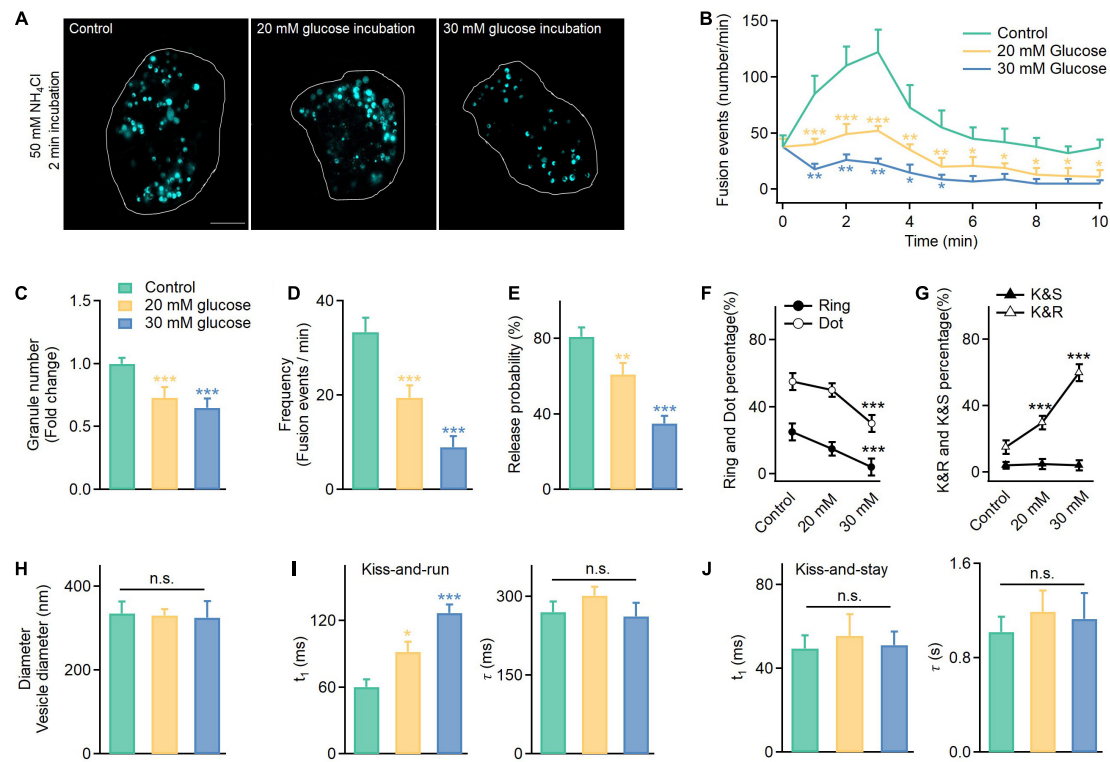 A
Control
20 mM glucose incubation
30 mM glucose incubation
50 mM NH4Cl
2 min incubation
B
Fusion events (number/min)
150
100
50
0
Control
20 mM Glucose
30 mM Glucose
***
***
***
**
**
*
*
*
*
*
**
**
**
*
*
0
2
4
6
8
10
Time (min)
C
Control
20 mM glucose
30 mM glucose
Granule number
(Fold change)
1.5
1.0
0.5
0.0
***
***
D
Frequency
(Fusion events / min)
40
20
0
***
***
E
Release probability (%)
80
40
0
**
***
F
Ring
Dot
Ring and Dot percentage(%)
80
40
0
***
***
Control
20 mM
30 mM
G
K&S
K&R
K&R and K&S percentage(%)
80
40
0
***
***
Control
20 mM
30 mM
H
Diameter
Vesicle diameter (nm)
400
200
0
n.s.
I
Kiss-and-run
t1 (ms)
120
60
0
*
***
τ (ms)
300
150
0
n.s.
J
Kiss-and-stay
t1 (ms)
80
40
0
n.s.
τ (s)
1.6
0.8
0.0
n.s.